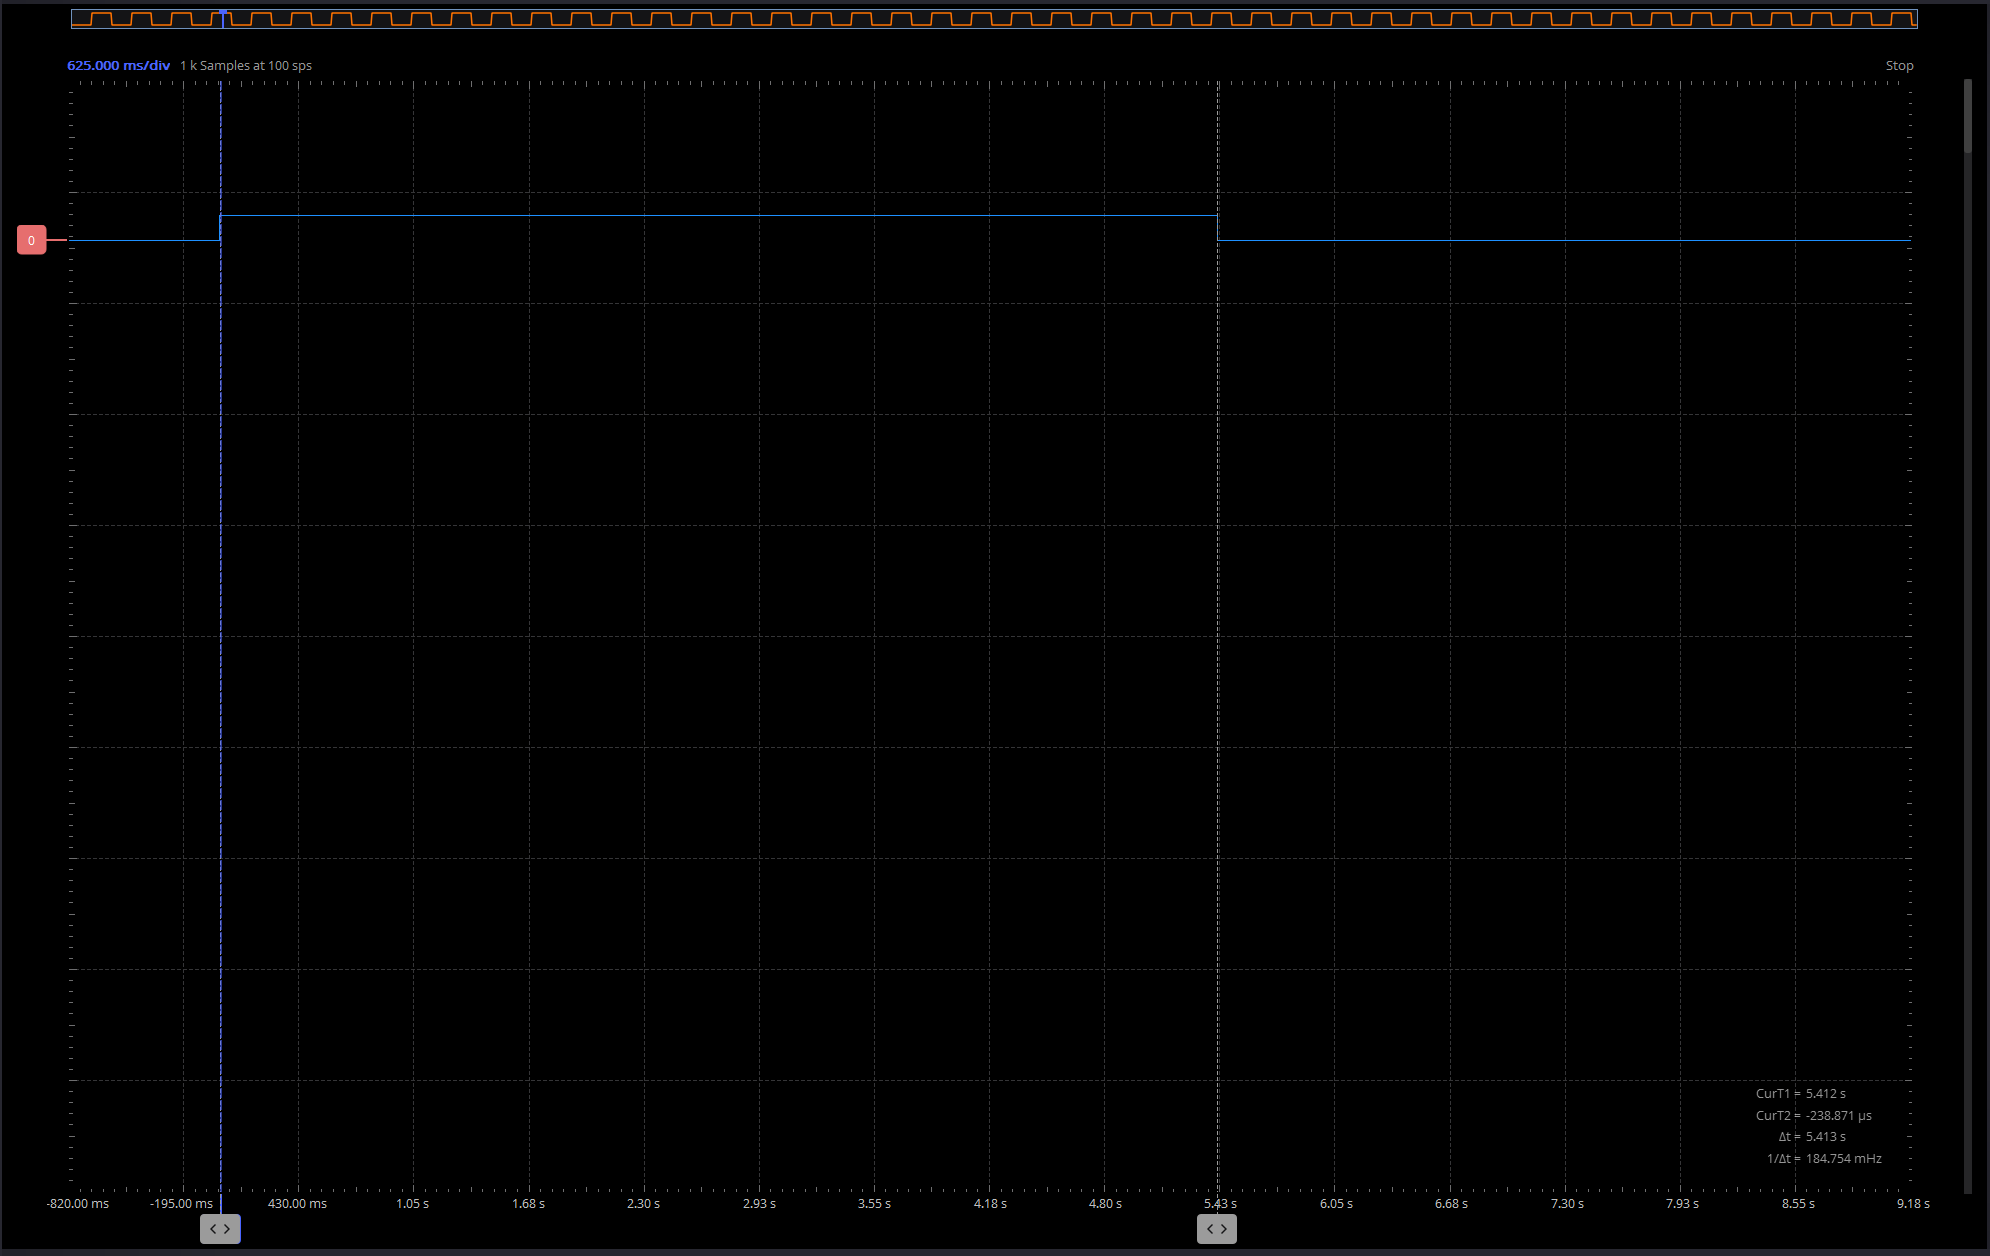 625.000 ms/div 1 k Samples at 100 sps Stop
0
CurT1 = 5.412 s
CurT2 = -238.871 µs
Δt = 5.413 s
1/Δt = 184.754 mHz
-820.00 ms -195.00 ms 430.00 ms 1.05 s 1.68 s 2.30 s 2.93 s 3.55 s 4.18 s 4.80 s 5.43 s 6.05 s 6.68 s 7.30 s 7.93 s 8.55 s 9.18 s